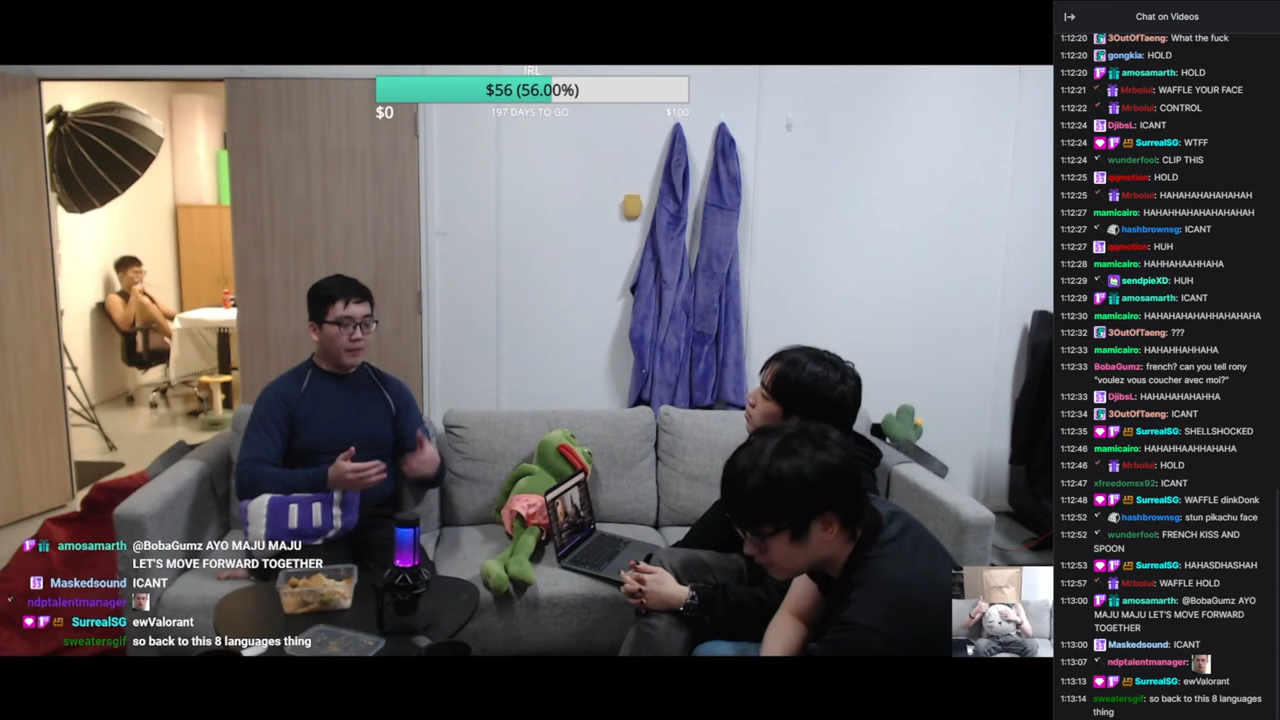 IRL
$56 (56.00%)
$0
197 DAYS TO GO
$100
amosamarth @BobaGumz AYO MAJU MAJU
LET'S MOVE FORWARD TOGETHER
Maskedsound ICANT
ndptalentmanager
SurrealSG ewValorant
sweatersgif so back to this 8 languages thing
Chat on Videos
1:12:20 3OutOfTaeng: What the fuck
1:12:20 gongkia: HOLD
1:12:20 amosamarth: HOLD
1:12:21 Mrbolui: WAFFLE YOUR FACE
1:12:22 Mrbolui: CONTROL
1:12:24 DjibsL: ICANT
1:12:24 SurrealSG: WTFF
1:12:24 wunderfool: CLIP THIS
1:12:25 qqmotion: HOLD
1:12:25 Mrbolui: HAHAHAHAHAHAHAH
1:12:27 mamicairo: HAHAHHAHAHAHAHAHAH
1:12:27 hashbrownsg: ICANT
1:12:27 qqmotion: HUH
1:12:28 mamicairo: HAHHAHAAHHAHA
1:12:29 sendpieXD: HUH
1:12:29 amosamarth: ICANT
1:12:30 mamicairo: HAHAHAHAHAHHAHAHAHA
1:12:32 3OutOfTaeng: ???
1:12:33 mamicairo: HAHAHHAHHAHA
1:12:33 BobaGumz: french? can you tell rony
"voulez vous coucher avec moi?"
1:12:33 DjibsL: HAHAHAHAHAHHA
1:12:34 3OutOfTaeng: ICANT
1:12:35 SurrealSG: SHELLSHOCKED
1:12:46 mamicairo: HAHAHHAAHAHAHA
1:12:46 Mrbolui: HOLD
1:12:47 xfreedomsx92: ICANT
1:12:48 SurrealSG: WAFFLE dinkDonk
1:12:52 hashbrownsg: stun pikachu face
1:12:52 wunderfool: FRENCH KISS AND
SPOON
1:12:53 SurrealSG: HAHASDHASHAH
1:12:57 Mrbolui: WAFFLE HOLD
1:13:00 amosamarth: @BobaGumz AYO
MAJU MAJU LET'S MOVE FORWARD
TOGETHER
1:13:00 Maskedsound: ICANT
1:13:07 ndptalentmanager:
1:13:13 SurrealSG: ewValorant
1:13:14 sweatersgif: so back to this 8 languages
thing